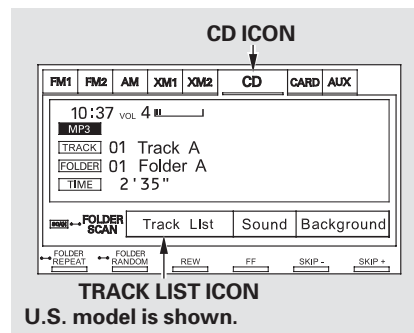 CD ICON
FM1 FM2 AM XM1 XM2 CD CARD AUX
10:37 VOL 4
MP3
TRACK 01 Track A
FOLDER 01 Folder A
TIME 2'35"
SCAN FOLDER SCAN Track List Sound Background
FOLDER REPEAT FOLDER RANDOM REW FF SKIP - SKIP +
TRACK LIST ICON
U.S. model is shown.